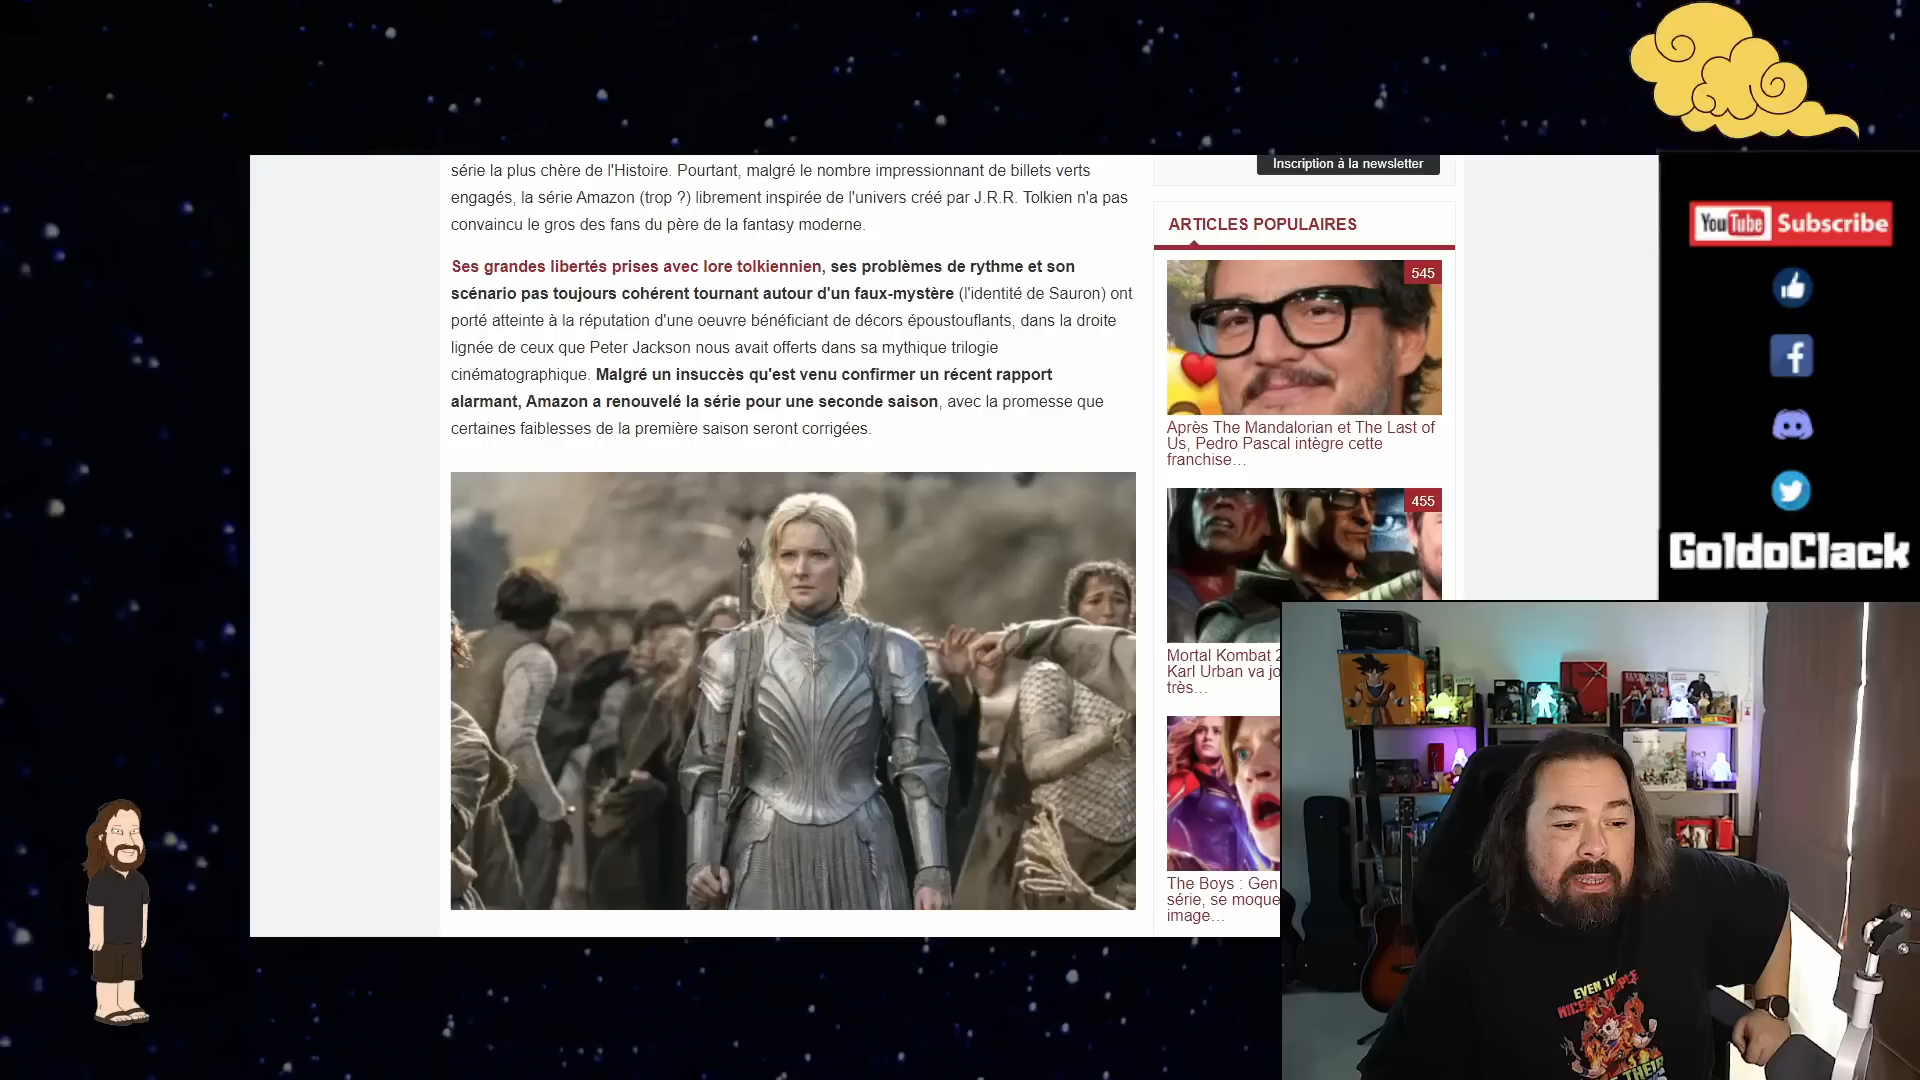 série la plus chère de l'Histoire. Pourtant, malgré le nombre impressionnant de billets verts
engagés, la série Amazon (trop ?) librement inspirée de l'univers créé par J.R.R. Tolkien n'a pas
convaincu le gros des fans du père de la fantasy moderne.
Ses grandes libertés prises avec lore tolkiennien, ses problèmes de rythme et son
scénario pas toujours cohérent tournant autour d'un faux-mystère (l'identité de Sauron) ont
porté atteinte à la réputation d'une oeuvre bénéficiant de décors époustouflants, dans la droite
lignée de ceux que Peter Jackson nous avait offerts dans sa mythique trilogie
cinématographique. Malgré un insuccès qu'est venu confirmer un récent rapport
alarmant, Amazon a renouvelé la série pour une seconde saison, avec la promesse que
certaines faiblesses de la première saison seront corrigées.
Inscription à la newsletter
ARTICLES POPULAIRES
545
Après The Mandalorian et The Last of
Us, Pedro Pascal intègre cette
franchise…
455
Mortal Kombat 2
Karl Urban va jo
très…
The Boys : Gen
série, se moque
image…
YouTube Subscribe
GoldoClack
EVEN TH
NICEST PEOPLE
THEIR